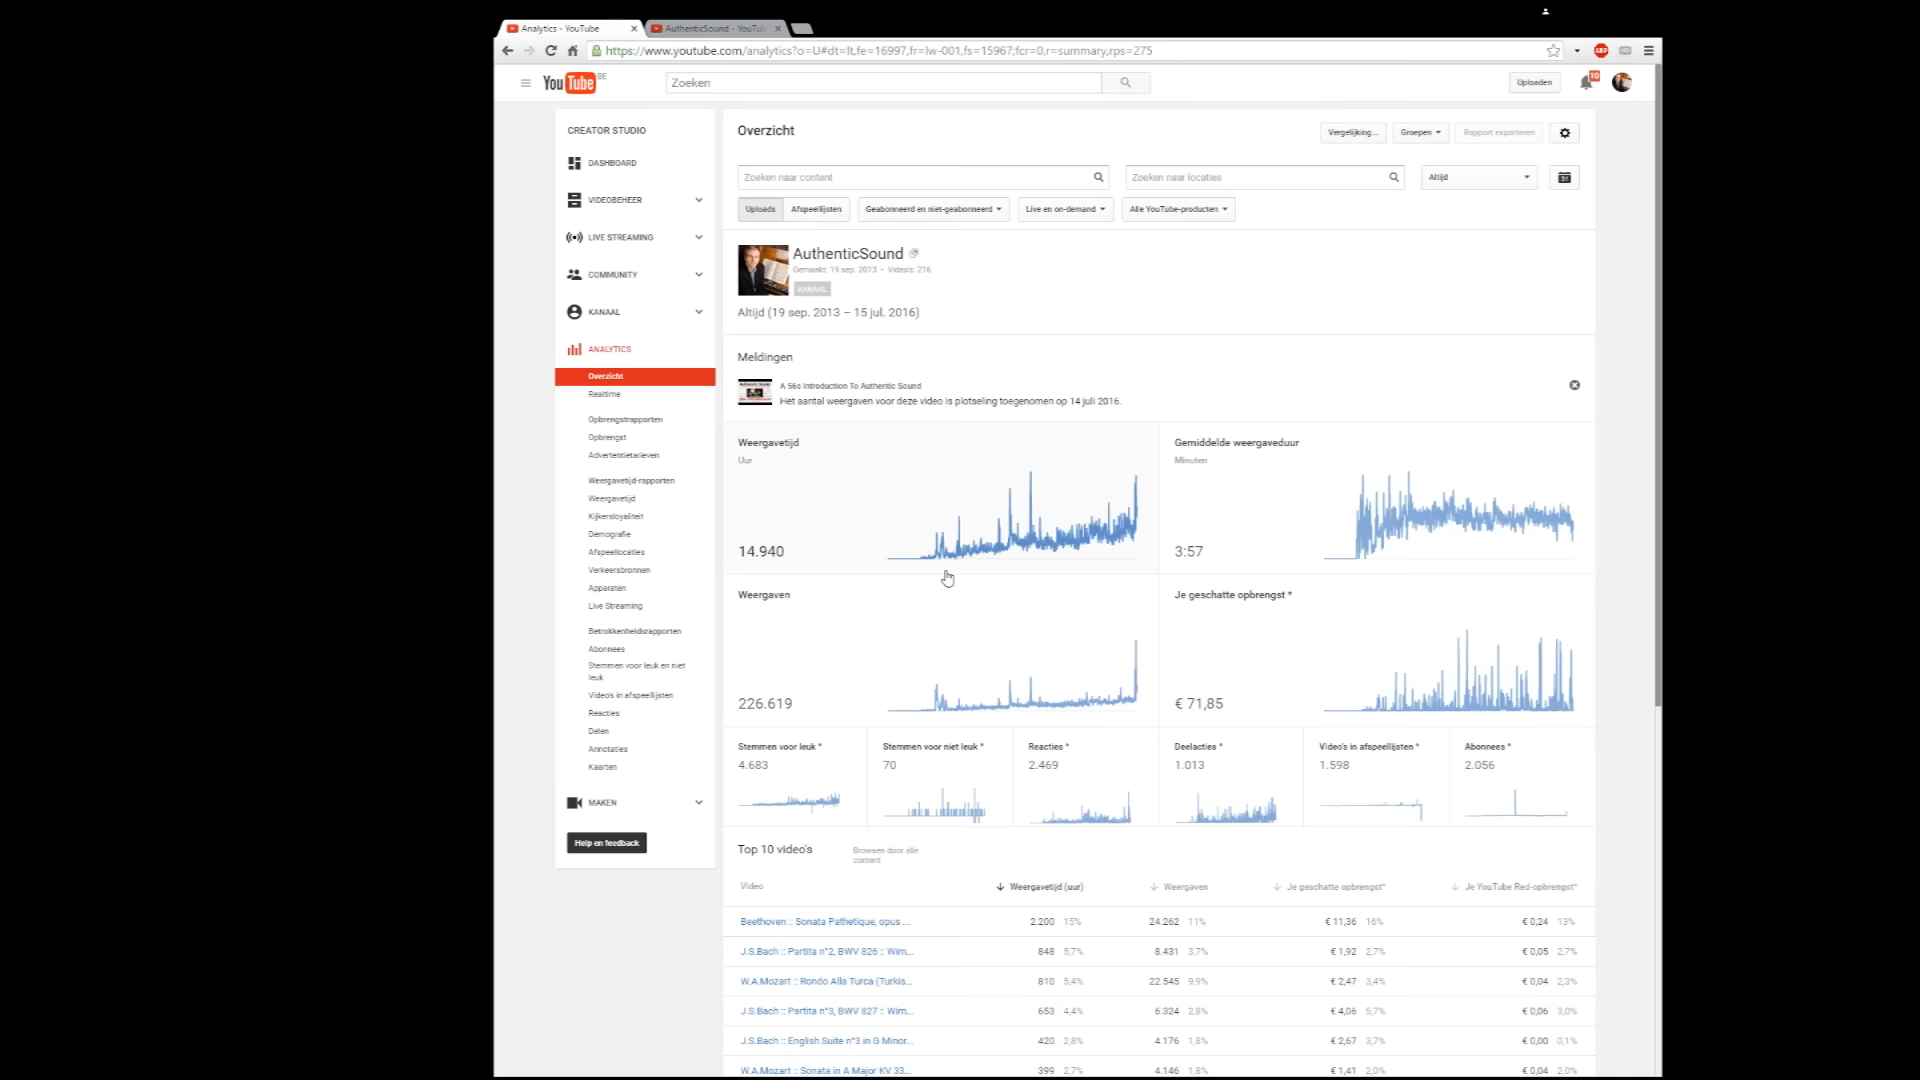 Analytics - YouTube
AuthenticSound - YouTub
https://www.youtube.com/analytics?o=U#dt=lt,fe=16997,fr=lw-001,fs=15967;fcr=0,r=summary,rps=275
YouTube BE
Zoeken
Uploaden
10
CREATOR STUDIO
DASHBOARD
VIDEOBEHEER
LIVE STREAMING
COMMUNITY
KANAAL
ANALYTICS
Overzicht
Realtime
Opbrengstrapporten
Opbrengst
Advertentietarieven
Weergavetijd-rapporten
Weergavetijd
Kijkersloyaliteit
Demografie
Afspeellocaties
Verkeersbronnen
Apparaten
Live Streaming
Betrokkenheidsrapporten
Abonnees
Stemmen voor leuk en niet
leuk
Video's in afspeellijsten
Reacties
Delen
Annotaties
Kaarten
MAKEN
Help en feedback
Overzicht
Vergelijking...
Groepen
Rapport exporteren
Zoeken naar content
Zoeken naar locaties
Altijd
Uploads
Afspeellijsten
Geabonneerd en niet-geabonneerd
Live en on-demand
Alle YouTube-producten
AuthenticSound
Gemaakt: 19 sep. 2013 • Video's: 216
KANAAL
Altijd (19 sep. 2013 – 15 jul. 2016)
Meldingen
A 56s Introduction To Authentic Sound
Het aantal weergaven voor deze video is plotseling toegenomen op 14 juli 2016.
Weergavetijd
Uur
14.940
Gemiddelde weergaveduur
Minuten
3:57
Weergaven
226.619
Je geschatte opbrengst *
€ 71,85
Stemmen voor leuk *
4.683
Stemmen voor niet leuk *
70
Reacties *
2.469
Deelacties *
1.013
Video's in afspeellijsten *
1.598
Abonnees *
2.056
Top 10 video's
Browsen door alle
content
Video Weergavetijd (uur) Weergaven Je geschatte opbrengst* Je YouTube Red-opbrengst*
Beethoven :: Sonata Pathetique, opus ... 2.200 15% 24.262 11% € 11,36 16% € 0,24 13%
J.S.Bach :: Partita n°2, BWV 826 :: Wim... 848 5,7% 8.431 3,7% € 1,92 2,7% € 0,05 2,7%
W.A.Mozart :: Rondo Alla Turca (Turkis... 810 5,4% 22.545 9,9% € 2,47 3,4% € 0,04 2,3%
J.S.Bach :: Partita n°3, BWV 827 :: Wim... 653 4,4% 6.324 2,8% € 4,06 5,7% € 0,06 3,0%
J.S.Bach :: English Suite n°3 in G Minor... 420 2,8% 4.176 1,8% € 2,67 3,7% € 0,00 0,1%
W.A.Mozart :: Sonata in A Major KV 33... 399 2,7% 4.146 1,8% € 1,41 2,0% € 0,04 2,0%